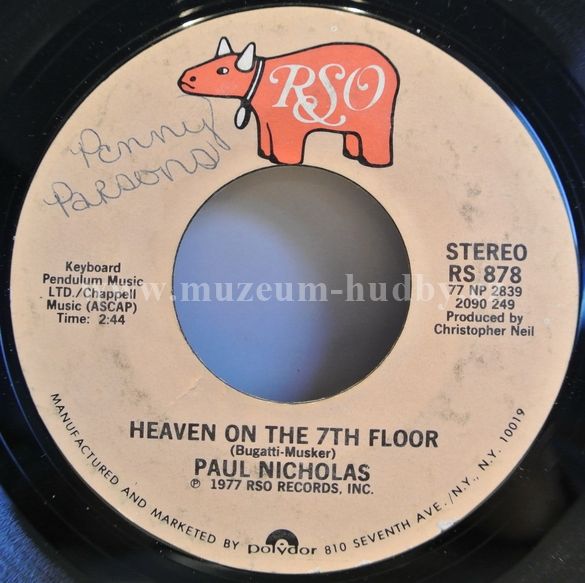 RSO
Penny
Parsons
Keyboard
Pendulum Music
LTD./Chappell
Music (ASCAP)
Time: 2:44
STEREO
RS 878
77 NP 2839
2090 249
Produced by
Christopher Neil
www.muzeum-hudby
HEAVEN ON THE 7TH FLOOR
(Bugatti-Musker)
PAUL NICHOLAS
℗ 1977 RSO RECORDS, INC.
MANUFACTURED AND MARKETED BY polydor 810 SEVENTH AVE./N.Y., N.Y. 10019